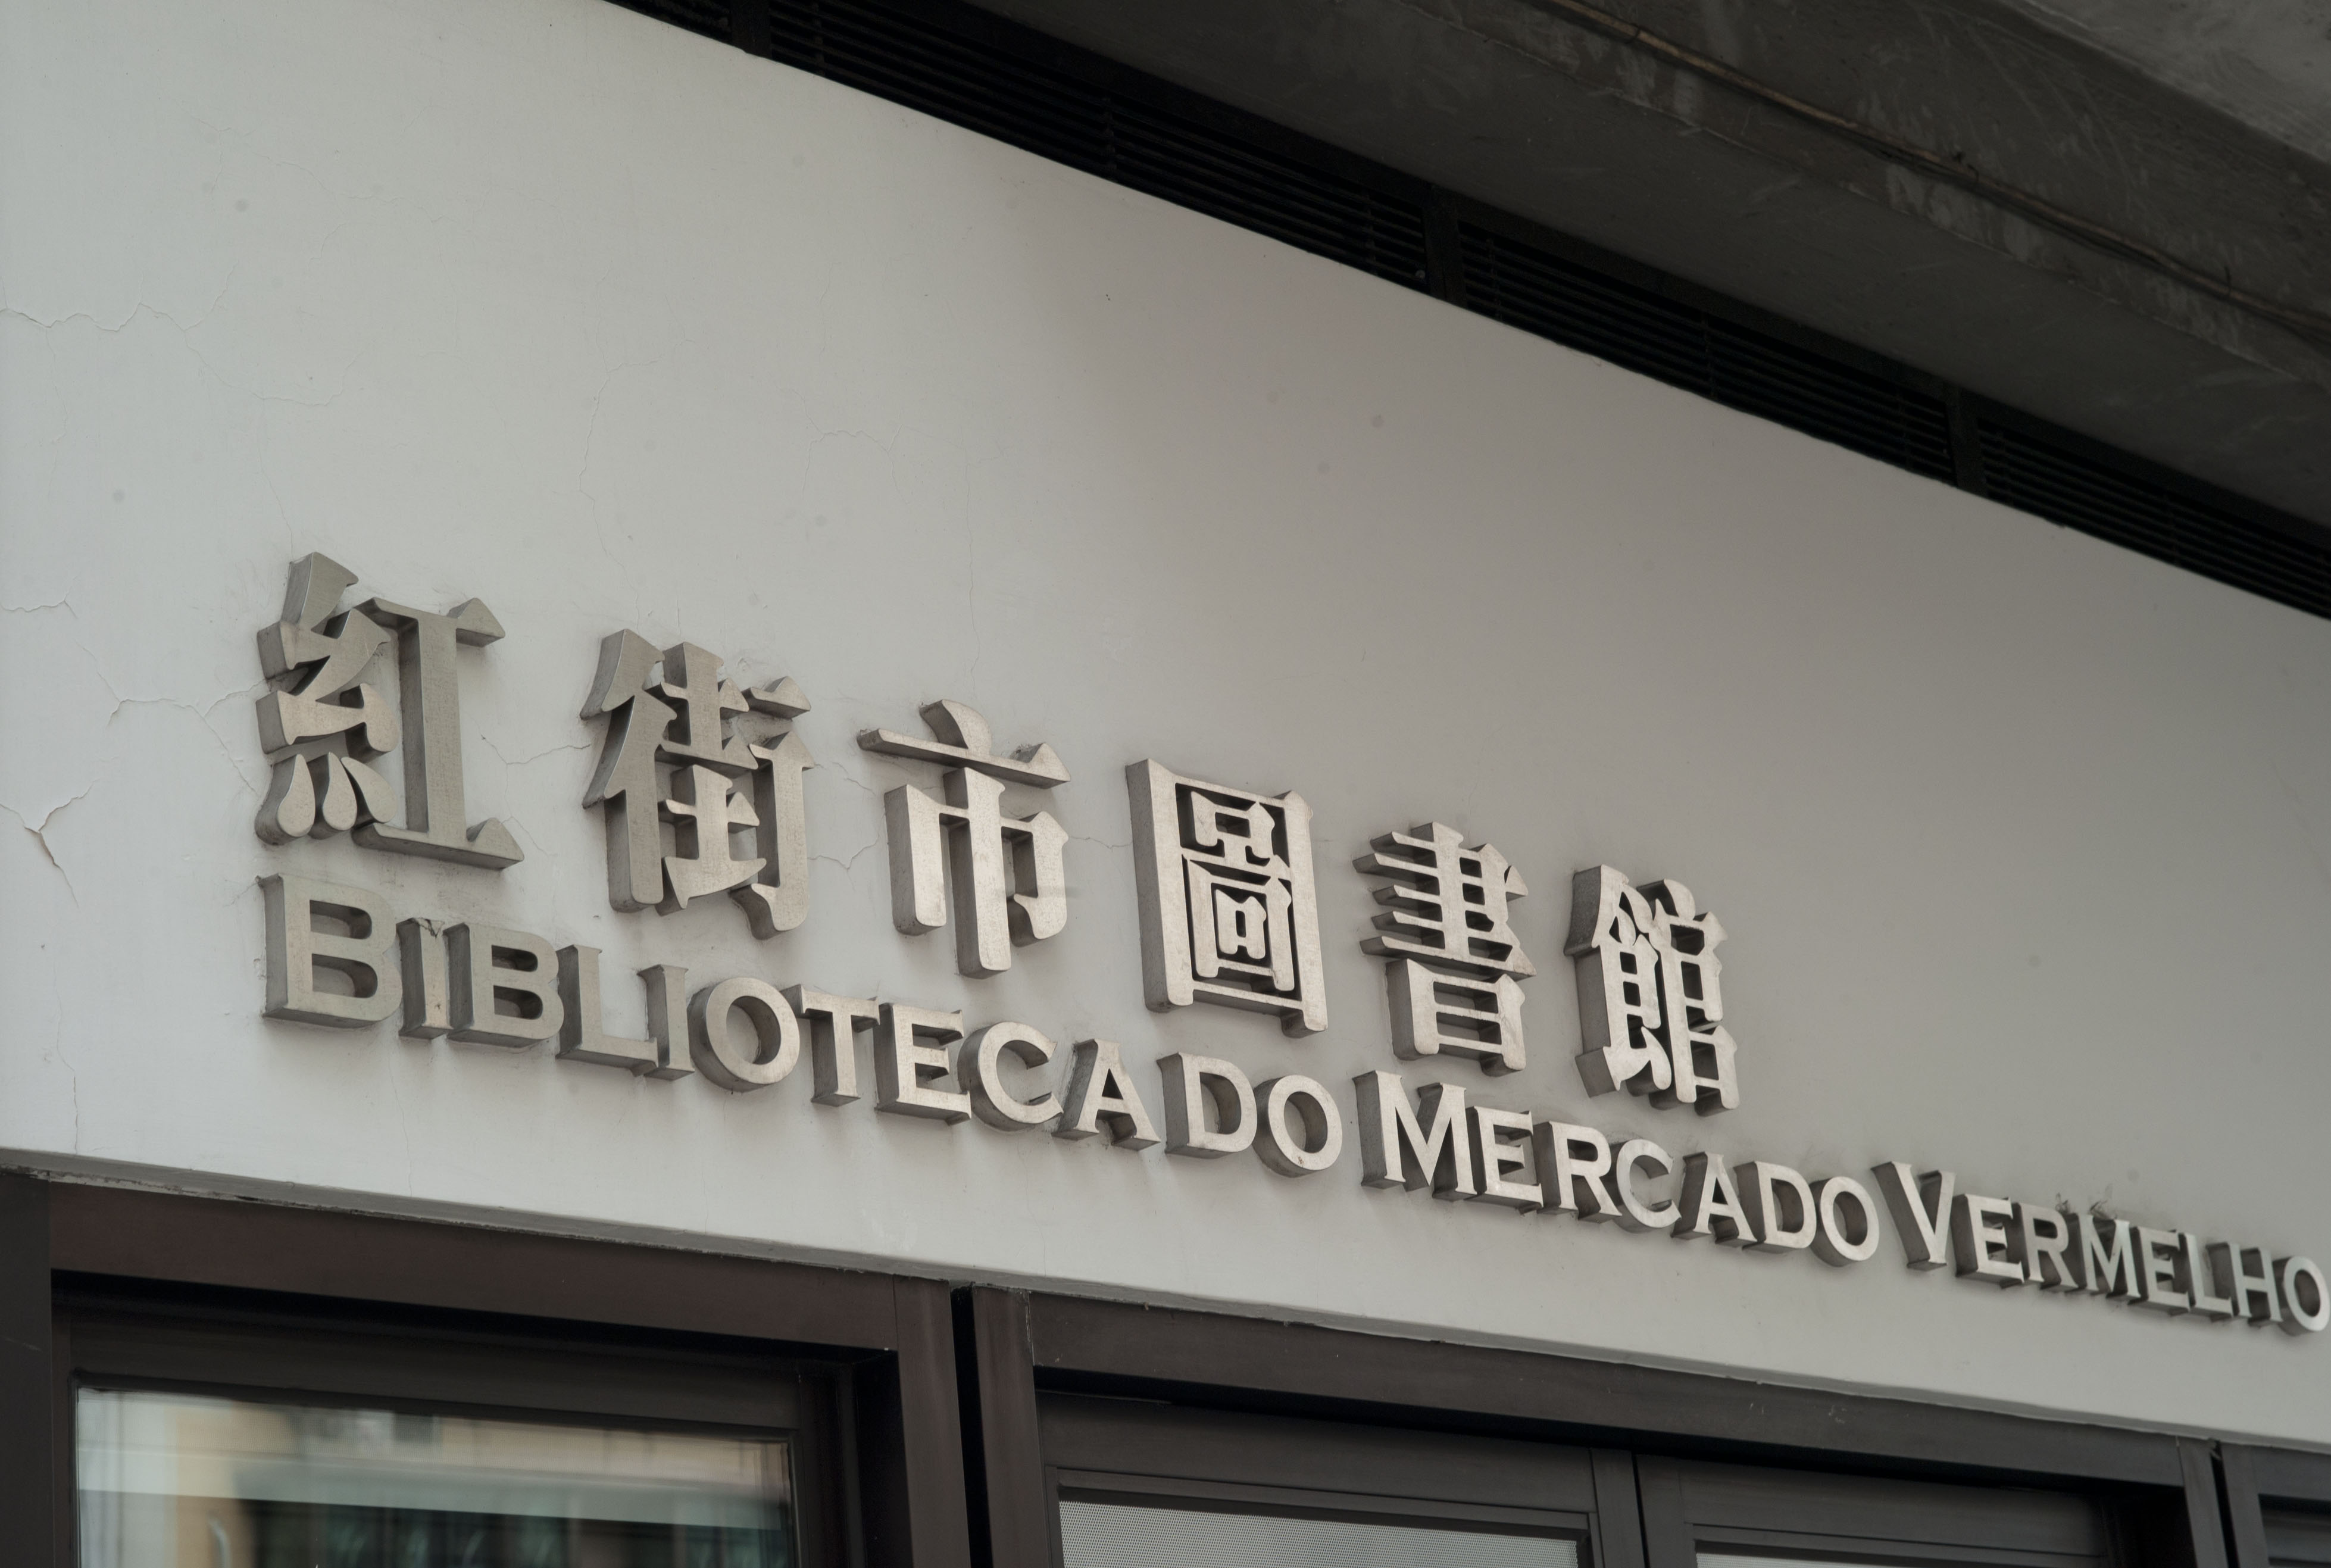 紅街市圖書館
BIBLIOTECA DO MERCADO VERMELHO